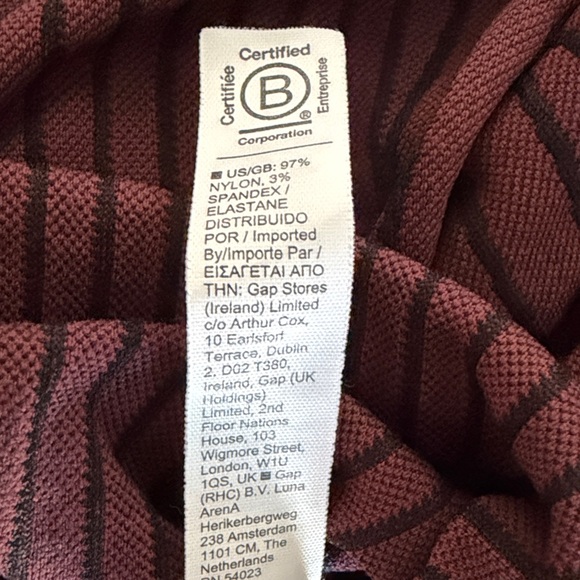 Certified
Certifiée
Entreprise
B
®
Corporation
US/GB: 97%
NYLON, 3%
SPANDEX /
ELASTANE
DISTRIBUIDO
POR / Imported
By/Importe Par /
ΕΙΣΑΓΕΤΑΙ ΑΠΟ
ΤΗΝ: Gap Stores
(Ireland) Limited
c/o Arthur Cox,
10 Earlsfort
Terrace, Dublin
2, D02 T380,
Ireland, Gap (UK
Holdings)
Limited, 2nd
Floor Nations
House, 103
Wigmore Street,
London, W1U
1QS, UK Gap
(RHC) B.V. Luna
ArenA
Herikerbergweg
238 Amsterdam
1101 CM, The
Netherlands
RN 54023